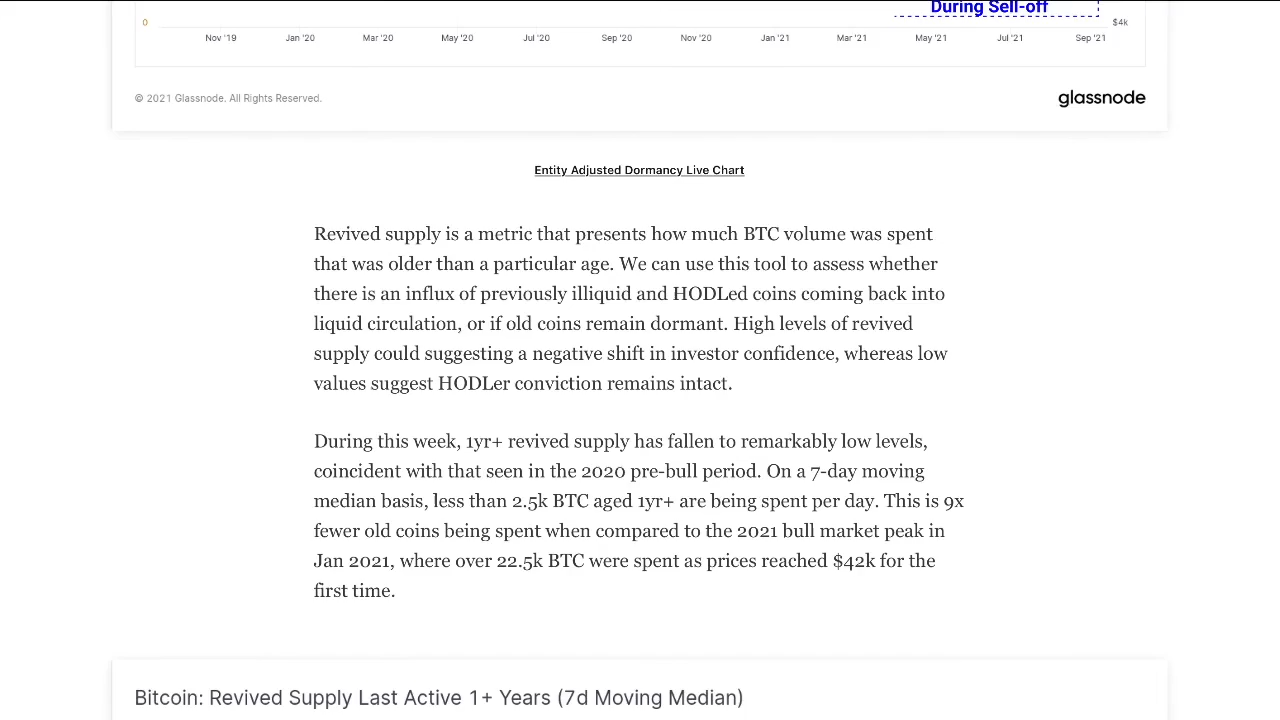 During Sell-off
0
$4k
Nov '19 Jan '20 Mar '20 May '20 Jul '20 Sep '20 Nov '20 Jan '21 Mar '21 May '21 Jul '21 Sep '21
© 2021 Glassnode. All Rights Reserved.
glassnode
Entity Adjusted Dormancy Live Chart
Revived supply is a metric that presents how much BTC volume was spent
that was older than a particular age. We can use this tool to assess whether
there is an influx of previously illiquid and HODLed coins coming back into
liquid circulation, or if old coins remain dormant. High levels of revived
supply could suggesting a negative shift in investor confidence, whereas low
values suggest HODLer conviction remains intact.
During this week, 1yr+ revived supply has fallen to remarkably low levels,
coincident with that seen in the 2020 pre-bull period. On a 7-day moving
median basis, less than 2.5k BTC aged 1yr+ are being spent per day. This is 9x
fewer old coins being spent when compared to the 2021 bull market peak in
Jan 2021, where over 22.5k BTC were spent as prices reached $42k for the
first time.
Bitcoin: Revived Supply Last Active 1+ Years (7d Moving Median)